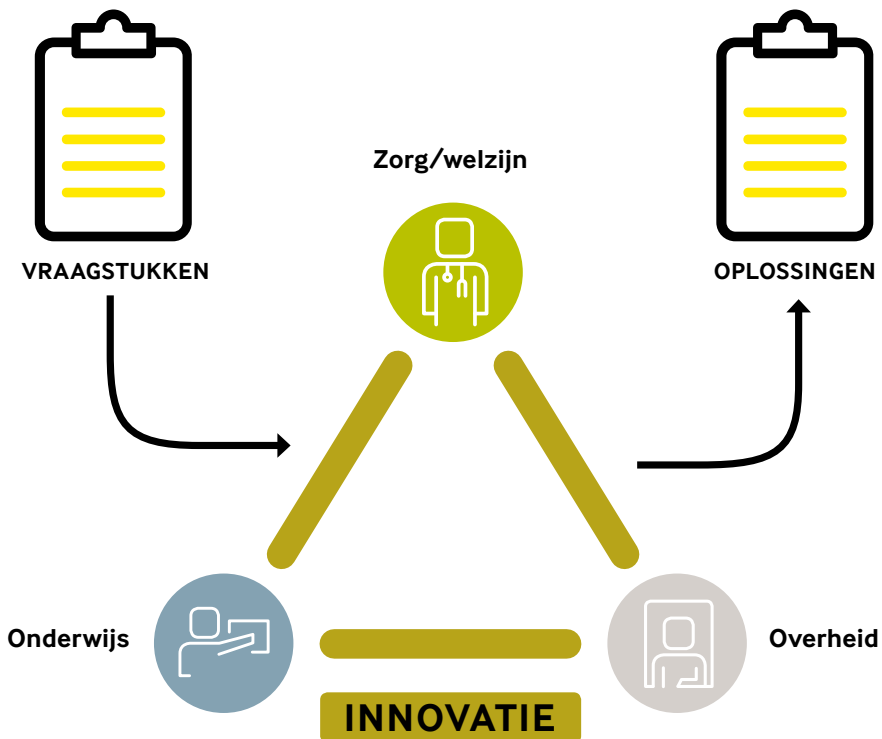 Zorg/welzijn
VRAAGSTUKKEN
OPLOSSINGEN
Onderwijs
Overheid
INNOVATIE